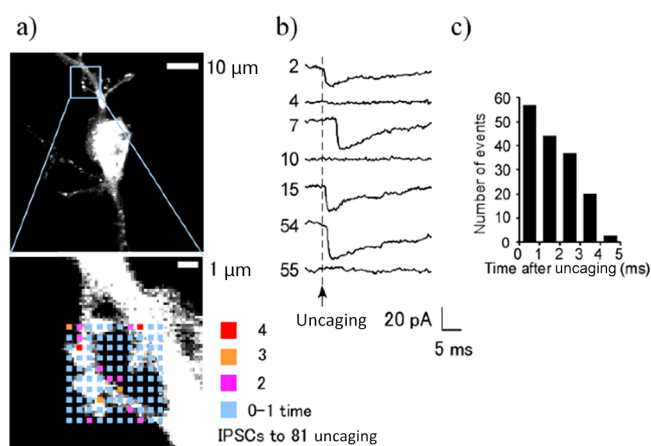 a)
10 μm
1 μm
4
3
2
0–1 time
IPSCs to 81 uncaging
b)
2
4
7
10
15
54
55
Uncaging
20 pA
5 ms
c)
Number of events
60
50
40
30
20
10
0
0 1 2 3 4 5
Time after uncaging (ms)